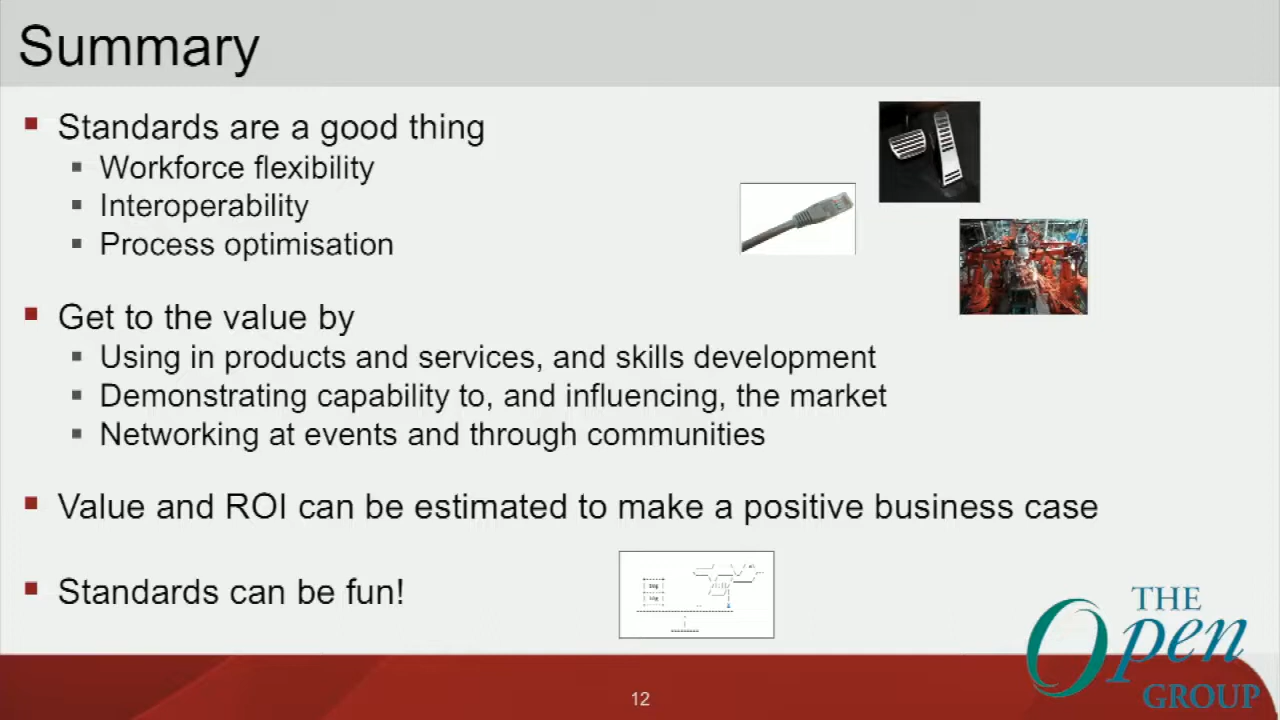 Summary
Standards are a good thing
Workforce flexibility
Interoperability
Process optimisation
Get to the value by
Using in products and services, and skills development
Demonstrating capability to, and influencing, the market
Networking at events and through communities
Value and ROI can be estimated to make a positive business case
Standards can be fun!
12
THE
Open
GROUP